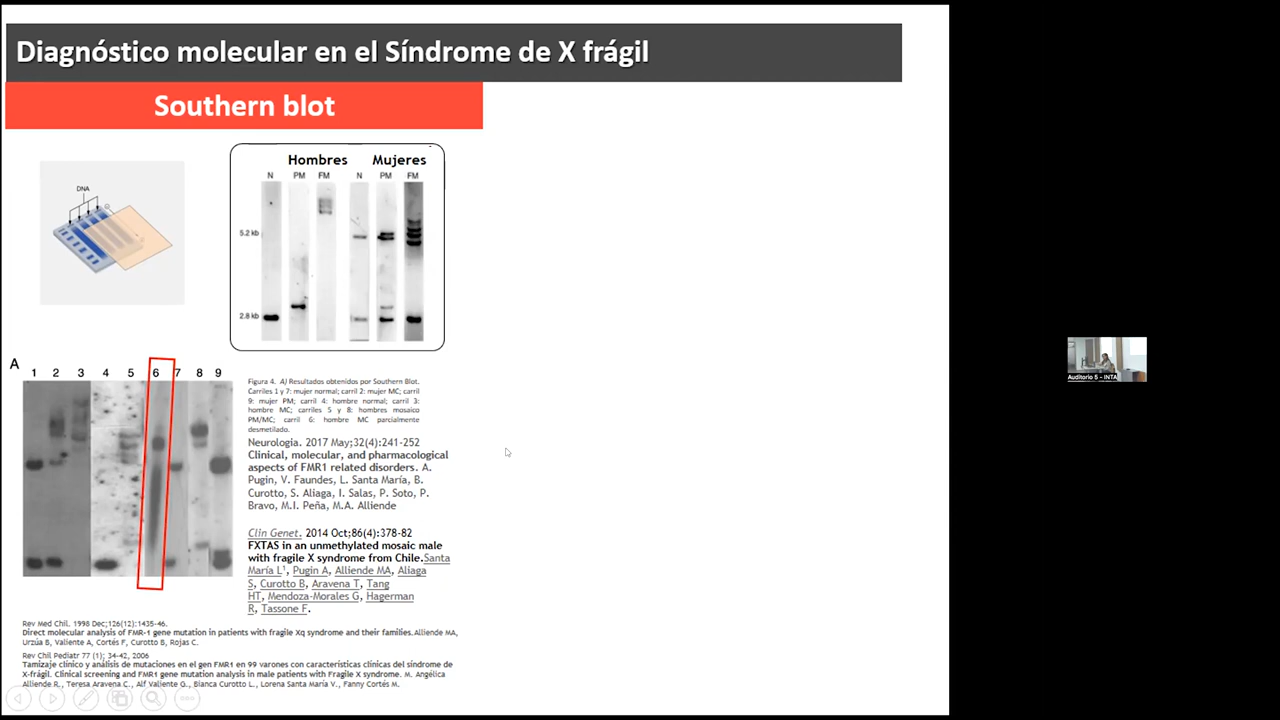 Diagnóstico molecular en el Síndrome de X frágil
Southern blot
DNA
Hombres Mujeres
N PM FM N PM FM
5.2 kb
2.8 kb
A
1 2 3 4 5 6 7 8 9
Figura 4. A) Resultados obtenidos por Southern Blot.
Carriles 1 y 7: mujer normal; carril 2: mujer MC; carril
9: mujer PM; carril 4: hombre normal; carril 3:
hombre MC; carriles 5 y 8: hombres mosaico
PM/MC; carril 6: hombre MC parcialmente
desmetilado.
Neurologia. 2017 May;32(4):241-252
Clinical, molecular, and pharmacological
aspects of FMR1 related disorders. A.
Pugin, V. Faundes, L. Santa María, B.
Curotto, S. Aliaga, I. Salas, P. Soto, P.
Bravo, M.I. Peña, M.A. Alliende
Clin Genet. 2014 Oct;86(4):378-82
FXTAS in an unmethylated mosaic male
with fragile X syndrome from Chile.Santa
María L¹, Pugin A, Alliende MA, Aliaga
S, Curotto B, Aravena T, Tang
HT, Mendoza-Morales G, Hagerman
R, Tassone F.
Rev Med Chil. 1998 Dec;126(12):1435-46.
Direct molecular analysis of FMR-1 gene mutation in patients with fragile Xq syndrome and their families.Alliende MA,
Urzúa B, Valiente A, Cortés F, Curotto B, Rojas C.
Rev Chil Pediatr 77 (1); 34-42, 2006
Tamizaje clínico y análisis de mutaciones en el gen FMR1 en 99 varones con características clínicas del síndrome de
X-frágil. Clinical screening and FMR1 gene mutation analysis in male patients with Fragile X syndrome. M. Angélica
Alliende R., Teresa Aravena C., Alf Valiente G., Bianca Curotto L., Lorena Santa María V., Fanny Cortés M.
Auditorio 5 - INTA